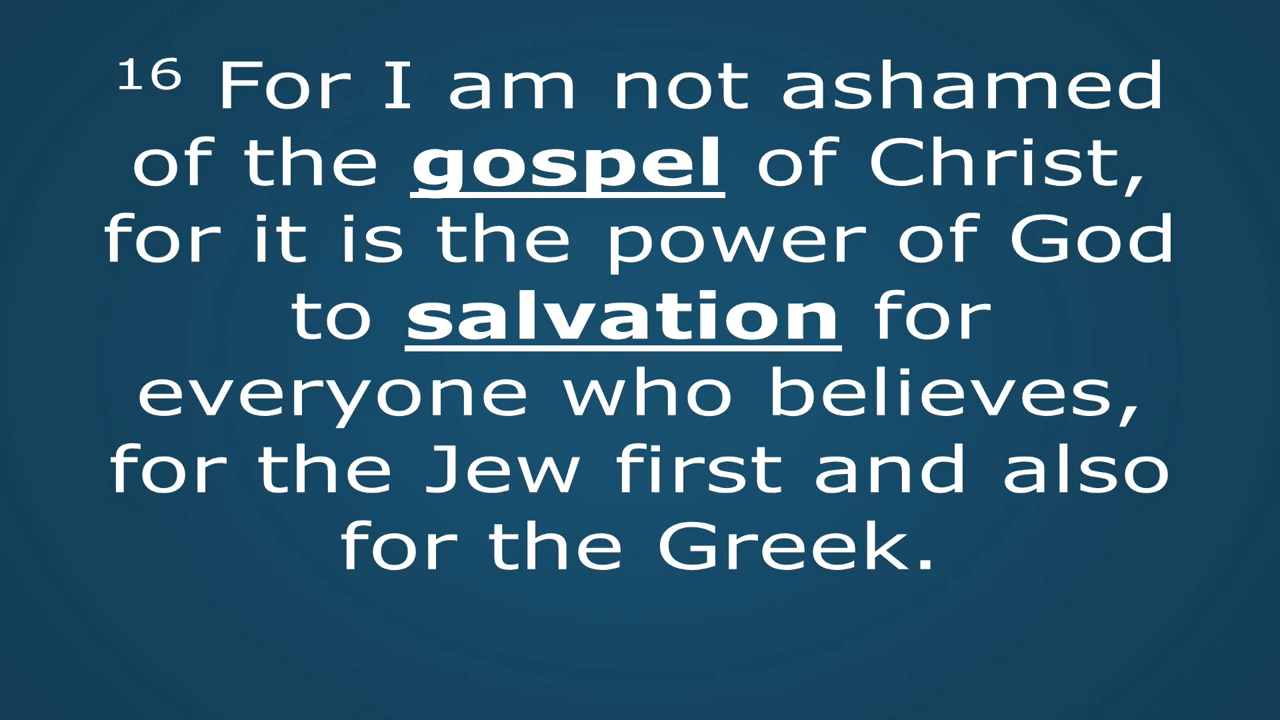 16 For I am not ashamed
of the gospel of Christ,
for it is the power of God
to salvation for
everyone who believes,
for the Jew first and also
for the Greek.